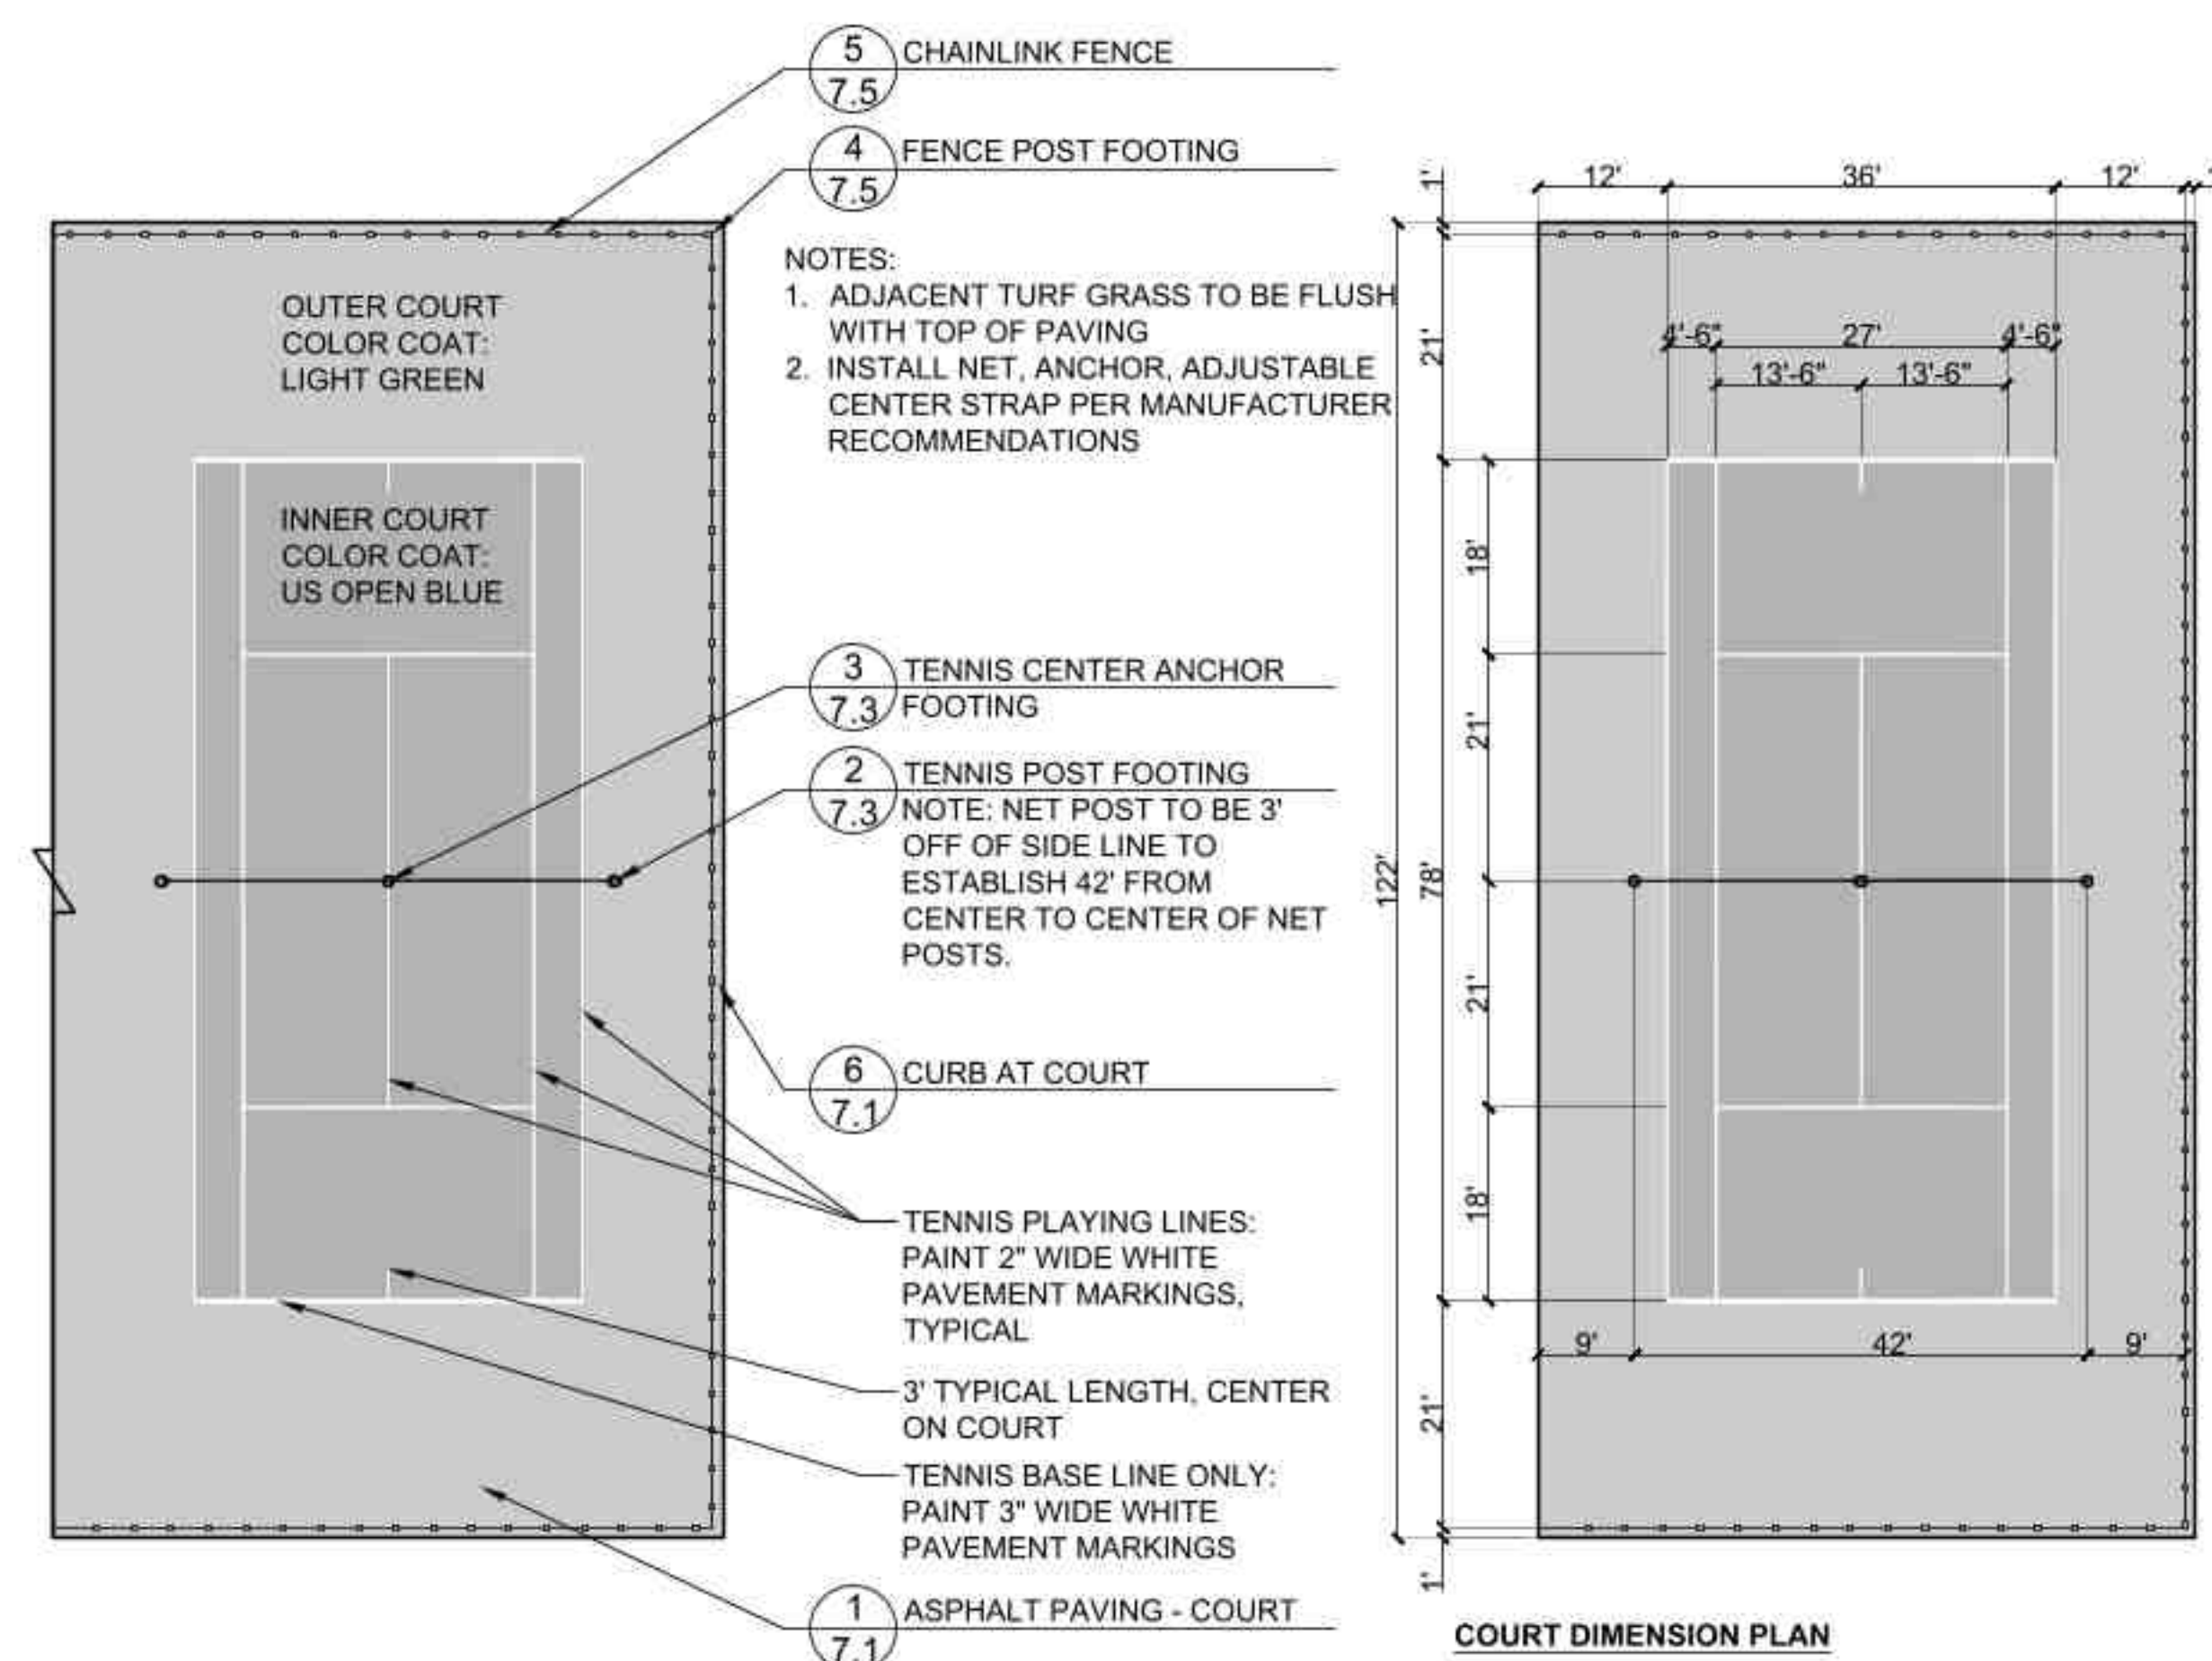 5
7.5
CHAINLINK FENCE
4
7.5
FENCE POST FOOTING
NOTES:
1. ADJACENT TURF GRASS TO BE FLUSH
WITH TOP OF PAVING
2. INSTALL NET, ANCHOR, ADJUSTABLE
CENTER STRAP PER MANUFACTURER
RECOMMENDATIONS
OUTER COURT
COLOR COAT:
LIGHT GREEN
INNER COURT
COLOR COAT:
US OPEN BLUE
3
7.3
TENNIS CENTER ANCHOR
FOOTING
2
7.3
TENNIS POST FOOTING
NOTE: NET POST TO BE 3'
OFF OF SIDE LINE TO
ESTABLISH 42' FROM
CENTER TO CENTER OF NET
POSTS.
6
7.1
CURB AT COURT
TENNIS PLAYING LINES:
PAINT 2" WIDE WHITE
PAVEMENT MARKINGS,
TYPICAL
3' TYPICAL LENGTH, CENTER
ON COURT
TENNIS BASE LINE ONLY:
PAINT 3" WIDE WHITE
PAVEMENT MARKINGS
1
7.1
ASPHALT PAVING - COURT
12' 36' 12'
1'
21'
4'-6" 27' 4'-6"
13'-6" 13'-6"
18'
21'
122'
78'
21'
18'
9' 42' 9'
21'
1'
COURT DIMENSION PLAN